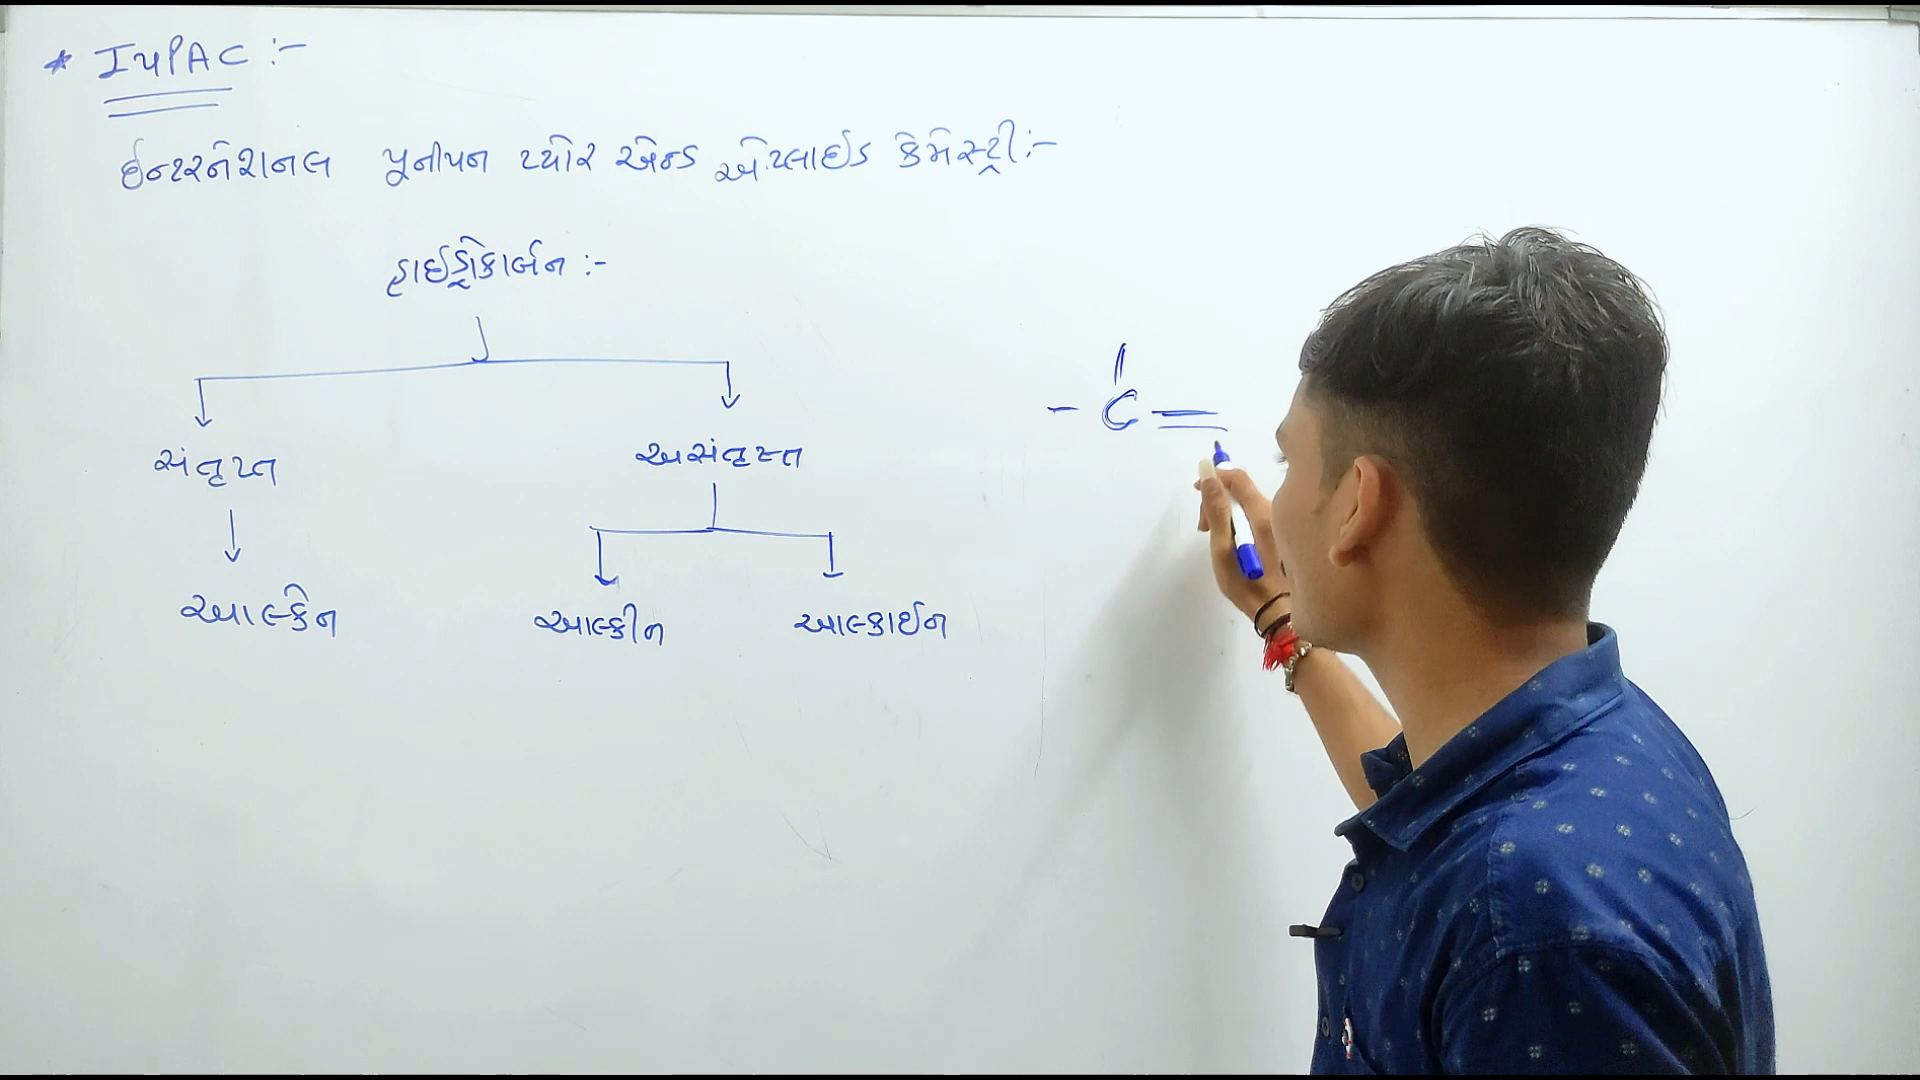 * IUPAC :-
ઈન્ટરનેશનલ યુનીયન પ્યોર એન્ડ એપ્લાઈડ કેમેસ્ટ્રી :-
હાઈડ્રોકાર્બન :-
સંતૃપ્ત અસંતૃપ્ત
આલ્કેન આલ્કીન આલ્કાઈન
- C =